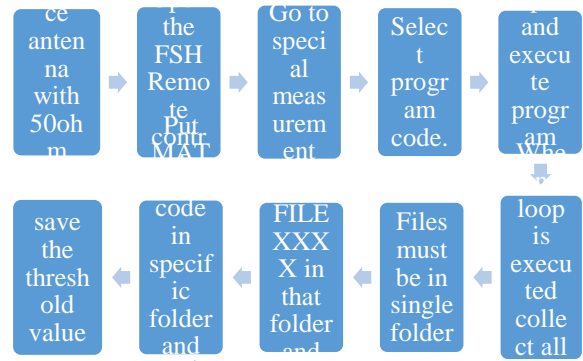 ce
anten
na
with
50oh
m
the
FSH
Remo
te
contr
Go to
speci
al
meas
urem
ent
Selec
t
progr
am
code.
and
execu
te
progr
am
Whe
loop
is
execu
ted
colle
ct all
Files
must
be in
single
folder
FILE
XXX
X in
that
folder
and
Put
MAT
code
in
specif
ic
folder
and
save
the
thresh
old
value